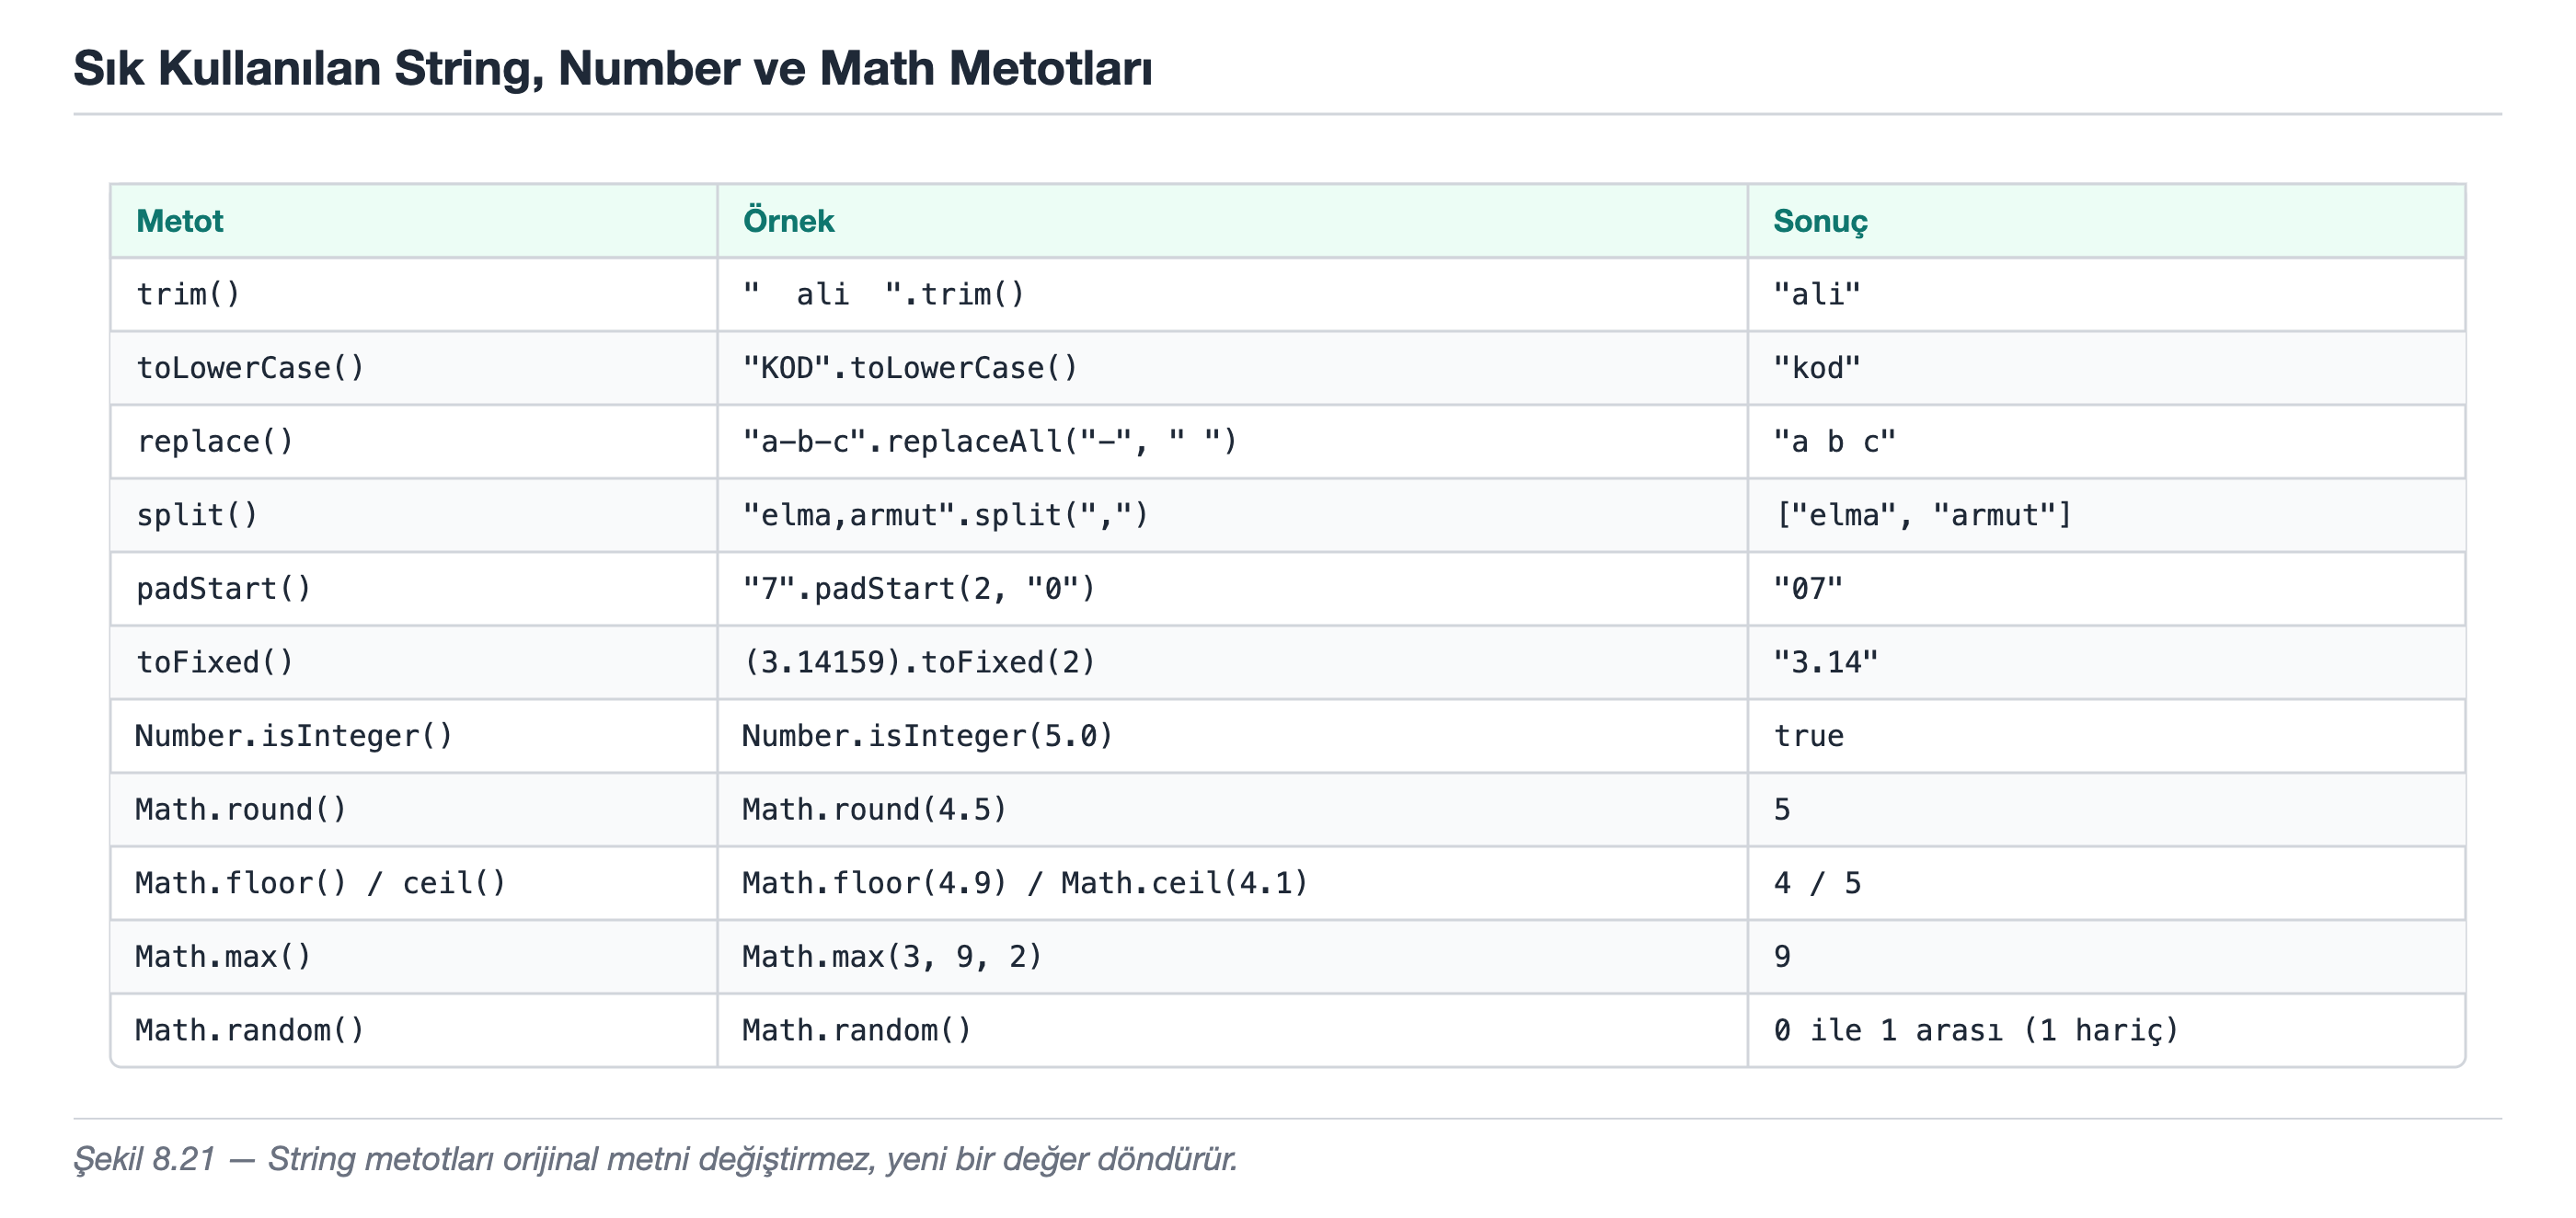 Sık Kullanılan String, Number ve Math Metotları
Metot Örnek Sonuç
trim() "  ali  ".trim() "ali"
toLowerCase() "KOD".toLowerCase() "kod"
replace() "a-b-c".replaceAll("-", " ") "a b c"
split() "elma,armut".split(",") ["elma", "armut"]
padStart() "7".padStart(2, "0") "07"
toFixed() (3.14159).toFixed(2) "3.14"
Number.isInteger() Number.isInteger(5.0) true
Math.round() Math.round(4.5) 5
Math.floor() / ceil() Math.floor(4.9) / Math.ceil(4.1) 4 / 5
Math.max() Math.max(3, 9, 2) 9
Math.random() Math.random() 0 ile 1 arası (1 hariç)
Şekil 8.21 — String metotları orijinal metni değiştirmez, yeni bir değer döndürür.